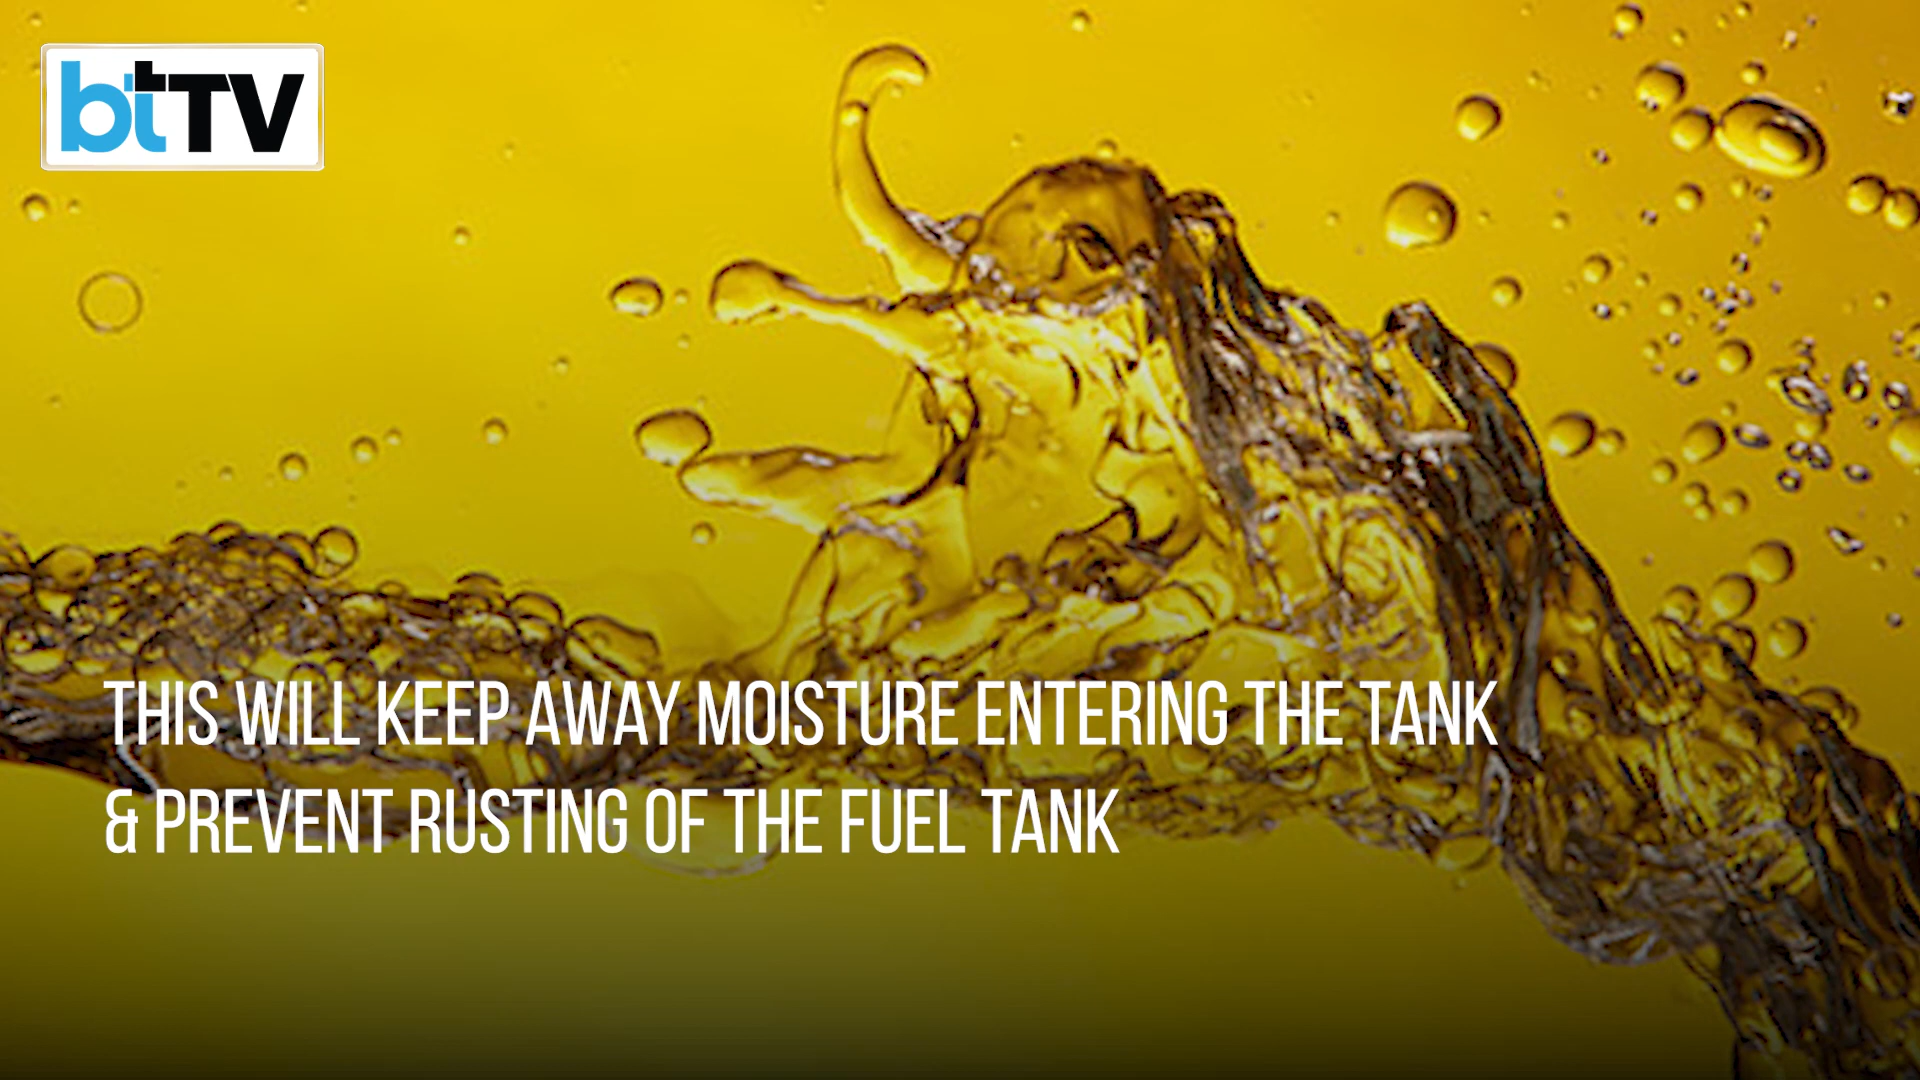 btTV
THIS WILL KEEP AWAY MOISTURE ENTERING THE TANK
& PREVENT RUSTING OF THE FUEL TANK